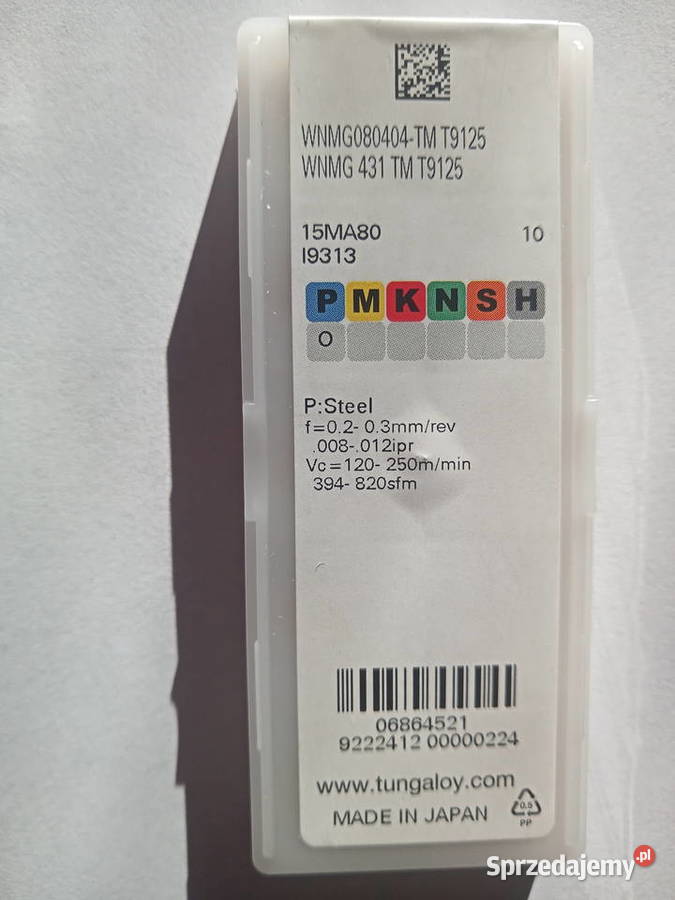 WNMG080404-TM T9125
WNMG 431 TM T9125
15MA80 10
I9313
P M K N S H
O
P:Steel
f=0.2- 0.3mm/rev
.008-.012ipr
Vc=120- 250m/min
394- 820sfm
06864521
9222412 00000224
www.tungaloy.com
MADE IN JAPAN
0.5
PP
Sprzedajemy.pl